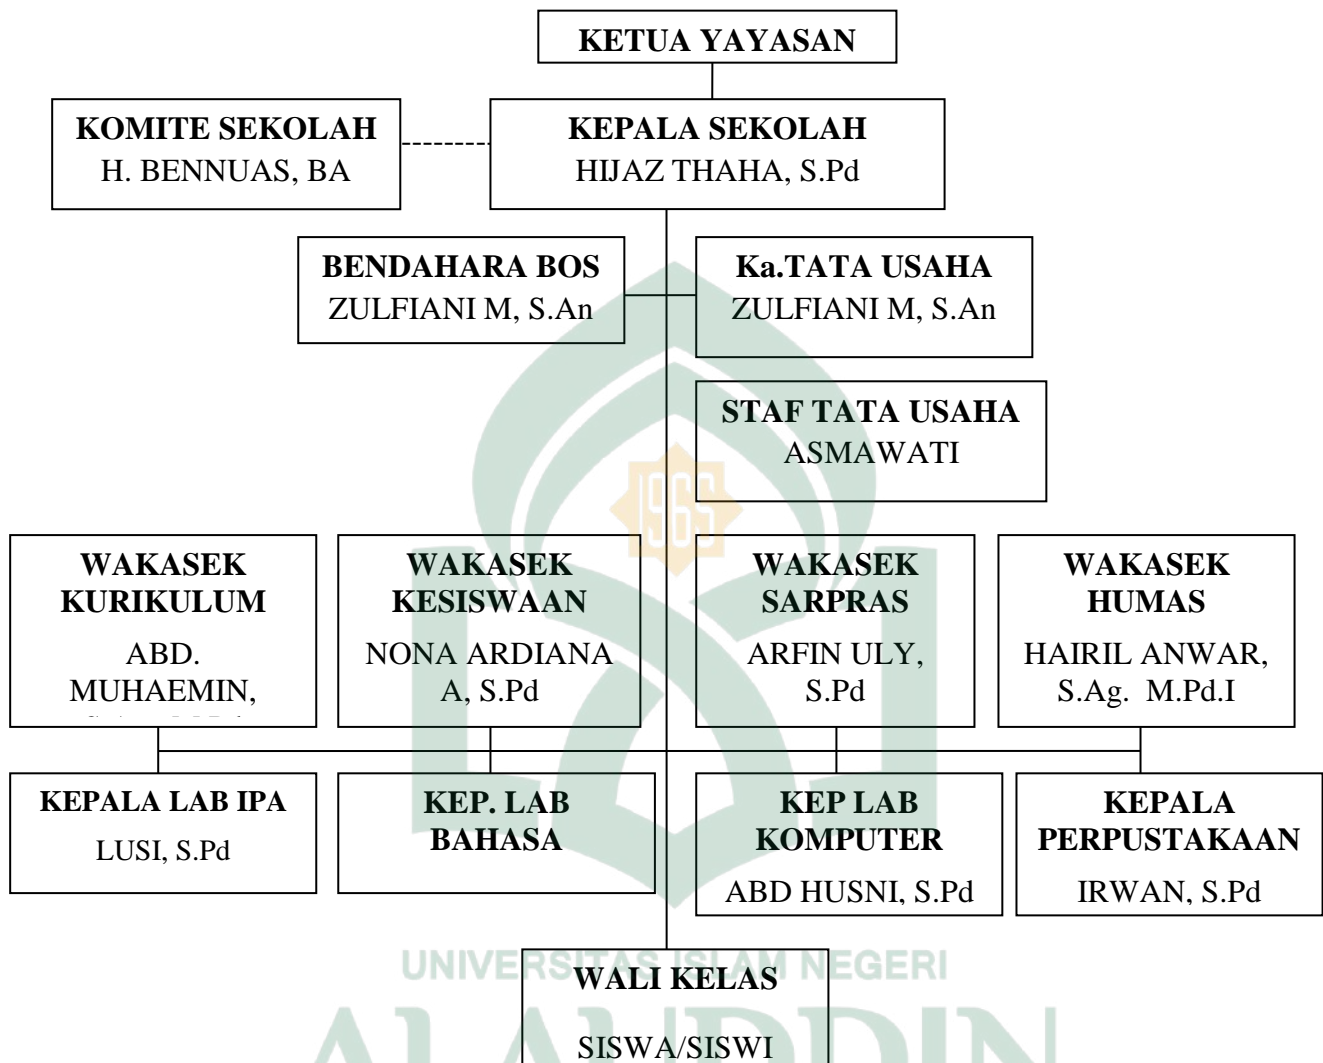 KETUA YAYASAN
KOMITE SEKOLAH
H. BENNUAS, BA
KEPALA SEKOLAH
HIJAZ THAHA, S.Pd
BENDAHARA BOS
ZULFIANI M, S.An
Ka.TATA USAHA
ZULFIANI M, S.An
STAF TATA USAHA
ASMAWATI
1965
WAKASEK
KURIKULUM
ABD.
MUHAEMIN,
WAKASEK
KESISWAAN
NONA ARDIANA
A, S.Pd
WAKASEK
SARPRAS
ARFIN ULY,
S.Pd
WAKASEK
HUMAS
HAIRIL ANWAR,
S.Ag. M.Pd.I
KEPALA LAB IPA
LUSI, S.Pd
KEP. LAB
BAHASA
KEP LAB
KOMPUTER
ABD HUSNI, S.Pd
KEPALA
PERPUSTAKAAN
IRWAN, S.Pd
UNIVERSITAS ISLAM NEGERI
WALI KELAS
SISWA/SISWI
ALAUDDIN